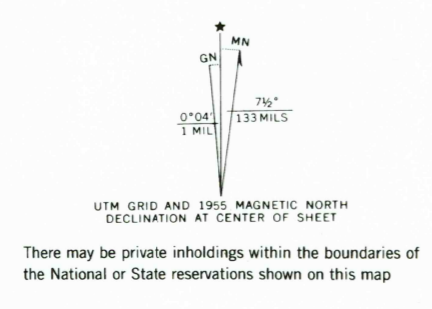 ★
MN
GN
7½°
0°04'
133 MILS
1 MIL
UTM GRID AND 1955 MAGNETIC NORTH
DECLINATION AT CENTER OF SHEET
There may be private inholdings within the boundaries of
the National or State reservations shown on this map